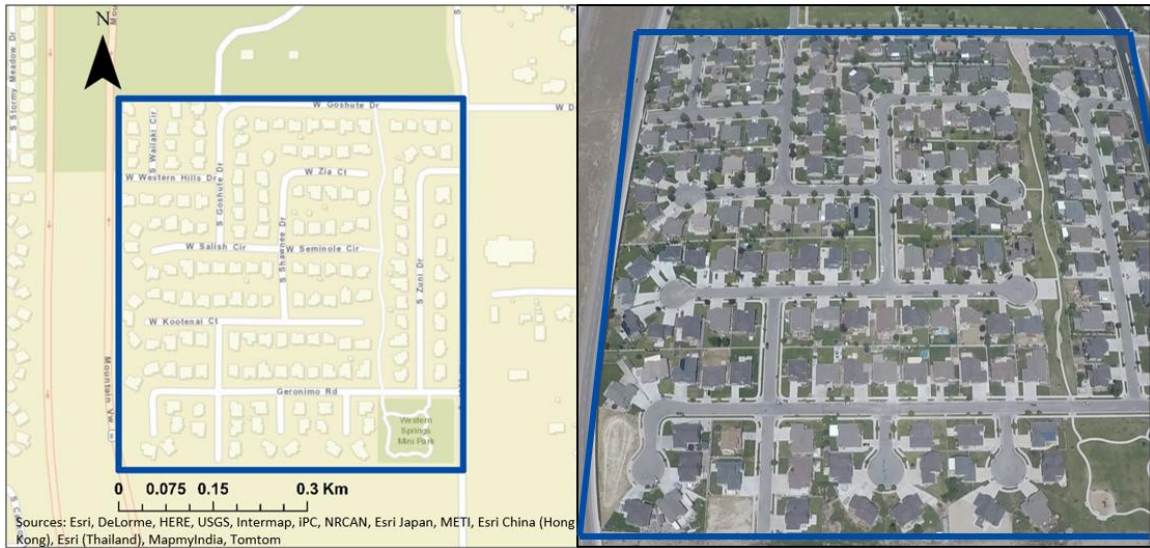 N
S Stormy Meadow Dr
Mou
S
W Goshute Dr
W D
S Wailaki Cir
W Western Hills Dr
S Goshute Dr
W Zia Ct
S Shawnee Dr
W Salish Cir
W Seminole Cir
S Zuni Dr
W Kootenai Ct
Mountain Vw
Geronimo Rd
Western
Springs
Mini Park
0 0.075 0.15 0.3 Km
Sources: Esri, DeLorme, HERE, USGS, Intermap, iPC, NRCAN, Esri Japan, METI, Esri China (Hong
Kong), Esri (Thailand), MapmyIndia, Tomtom